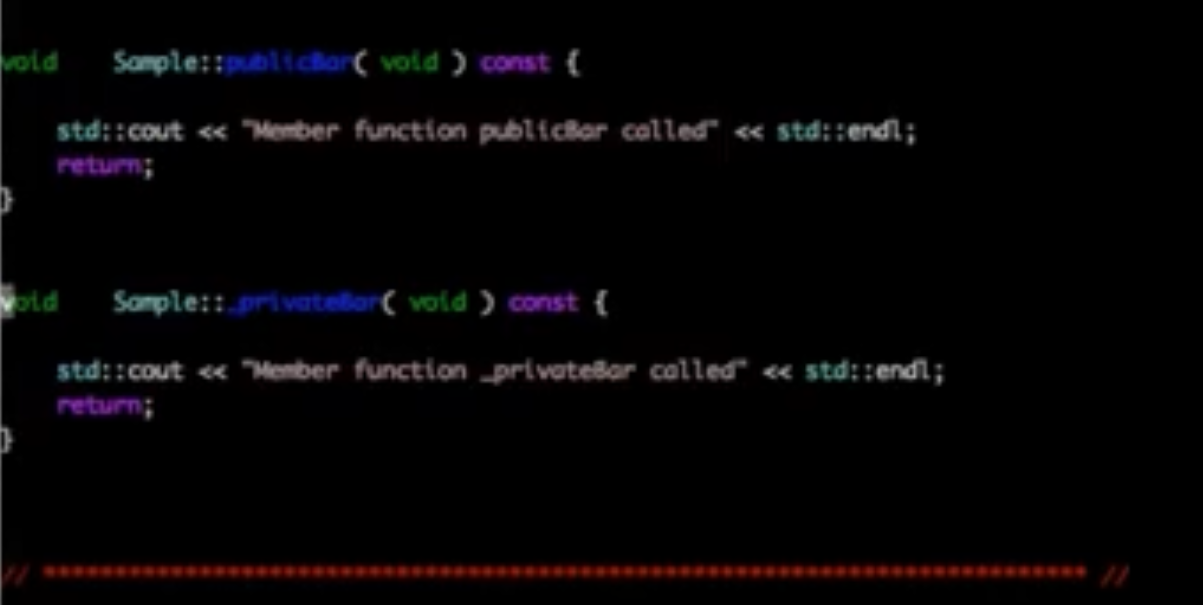 void    Sample::publicBar( void ) const {
    std::cout << "Member function publicBar called" << std::endl;
    return;
}
void    Sample::_privateBar( void ) const {
    std::cout << "Member function _privateBar called" << std::endl;
    return;
}
// ************************************************************************** //